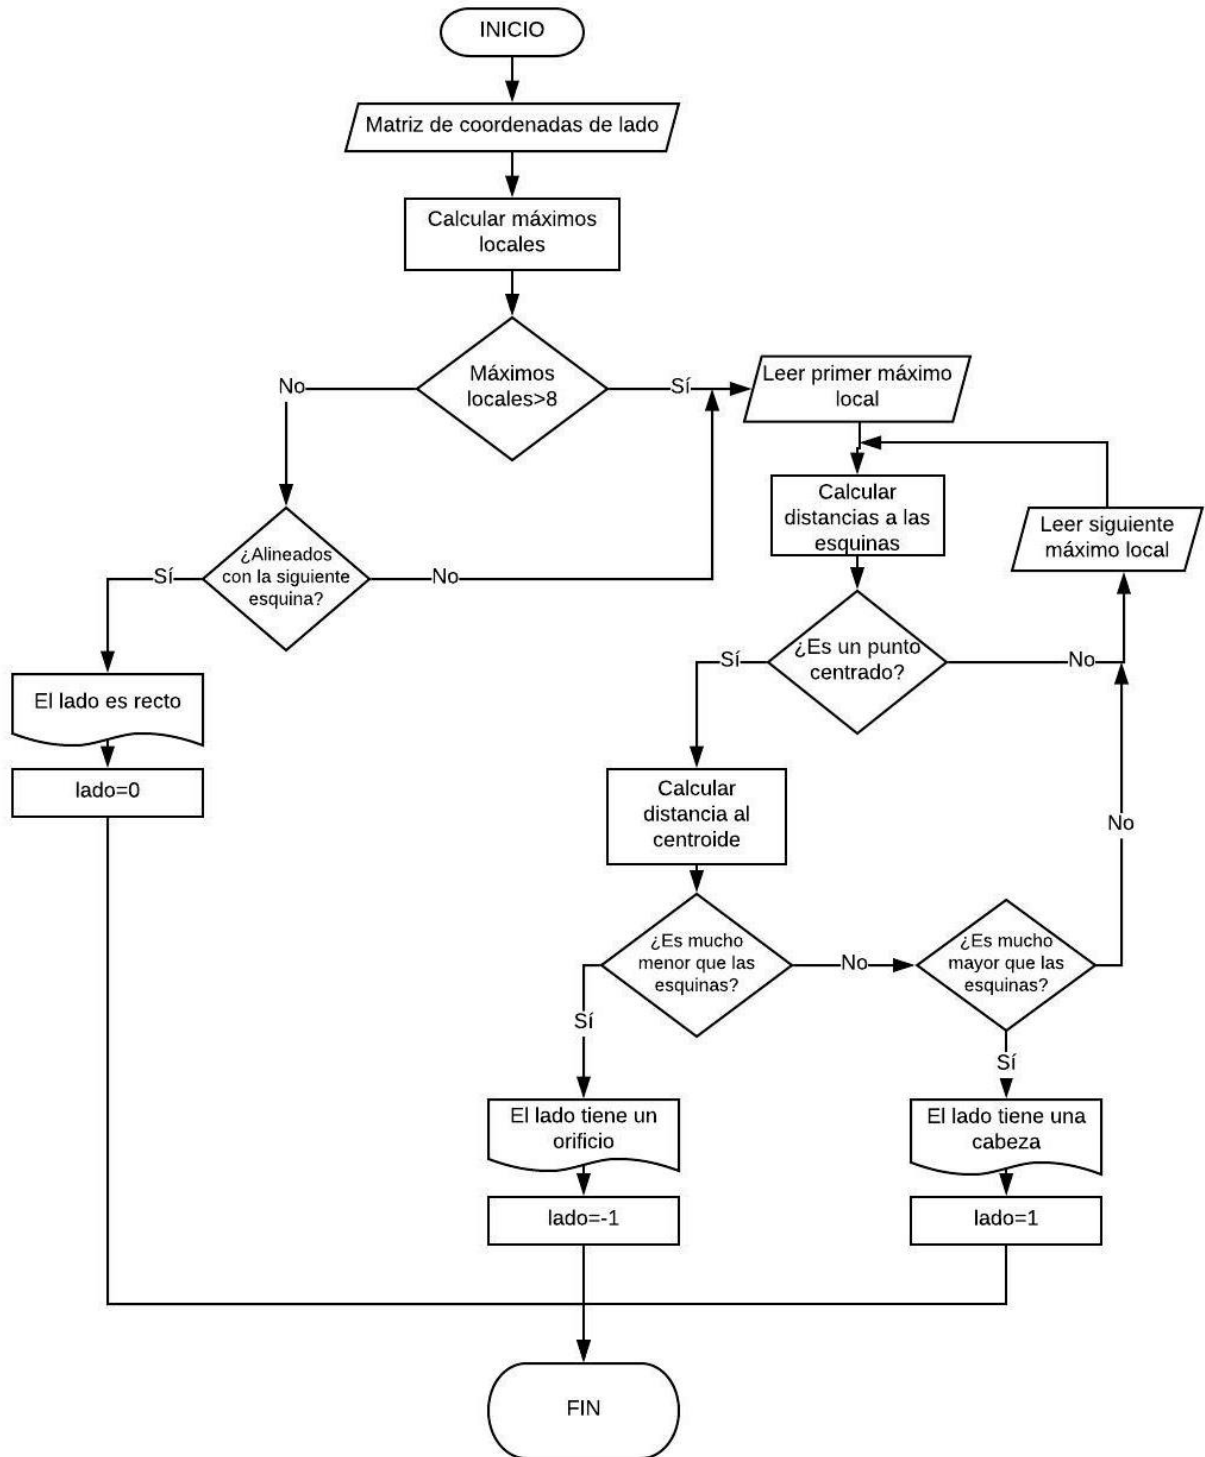 INICIO
Matriz de coordenadas de lado
Calcular máximos
locales
Máximos
locales>8
No
Sí
Leer primer máximo
local
Calcular
distancias a las
esquinas
Leer siguiente
máximo local
¿Alineados
con la siguiente
esquina?
Sí
No
¿Es un punto
centrado?
Sí
No
El lado es recto
lado=0
Calcular
distancia al
centroide
No
¿Es mucho
menor que las
esquinas?
No
¿Es mucho
mayor que las
esquinas?
Sí
Sí
El lado tiene un
orificio
El lado tiene una
cabeza
lado=-1
lado=1
FIN